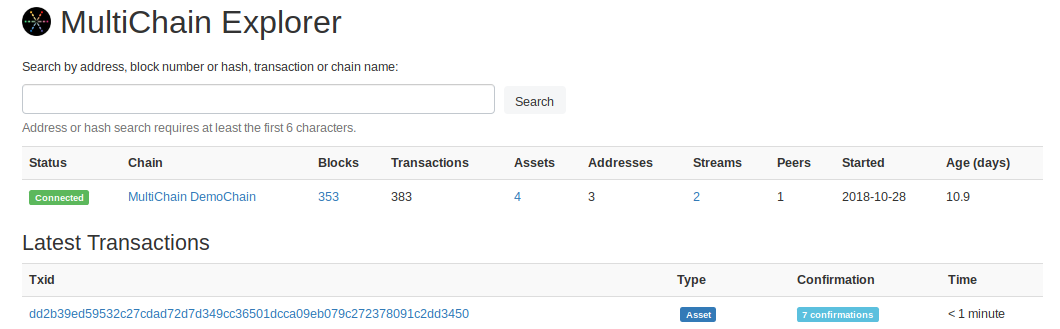 MultiChain Explorer
Search by address, block number or hash, transaction or chain name:
Search
Address or hash search requires at least the first 6 characters.
Status Chain Blocks Transactions Assets Addresses Streams Peers Started Age (days)
Connected MultiChain DemoChain 353 383 4 3 2 1 2018-10-28 10.9
Latest Transactions
Txid Type Confirmation Time
dd2b39ed59532c27cdad72d7d349cc36501dcca09eb079c272378091c2dd3450 Asset 7 confirmations < 1 minute